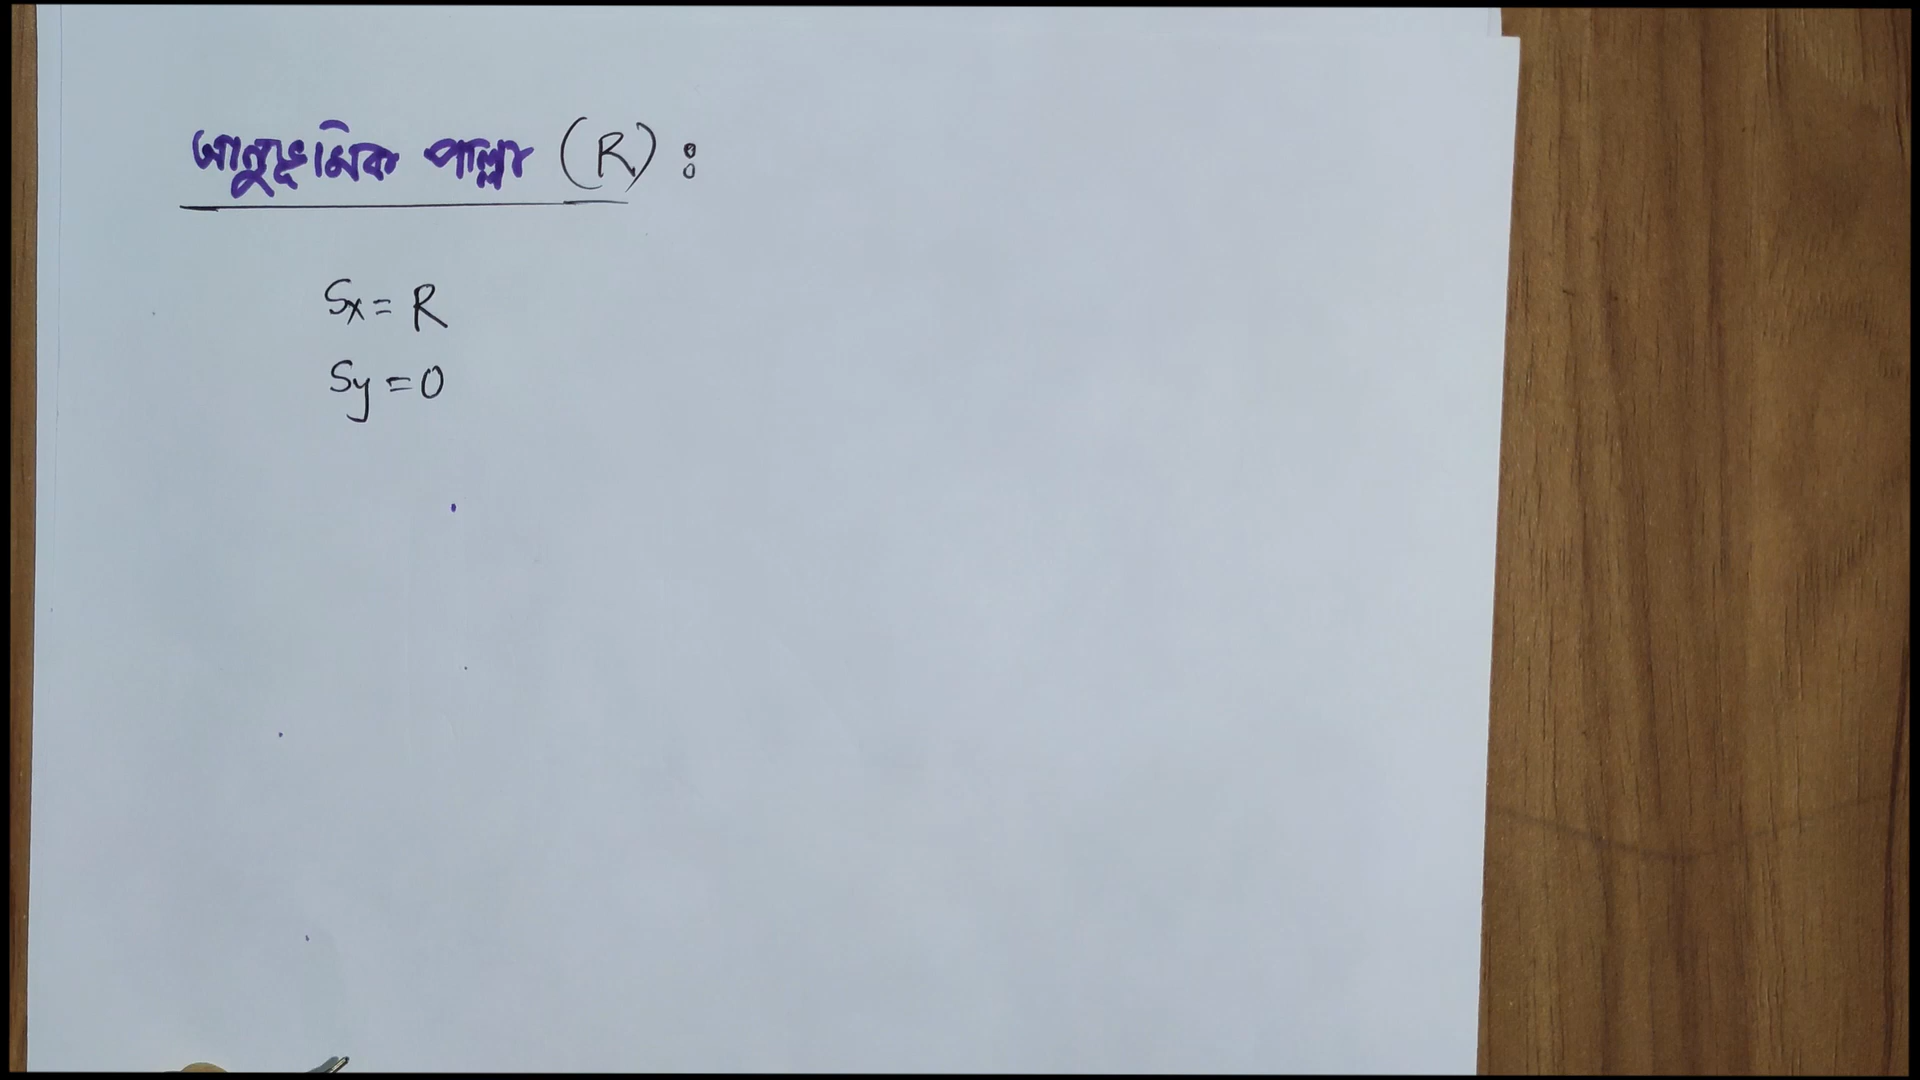 আনুভূমিক পাল্লা (R) :
Sx = R
Sy = 0